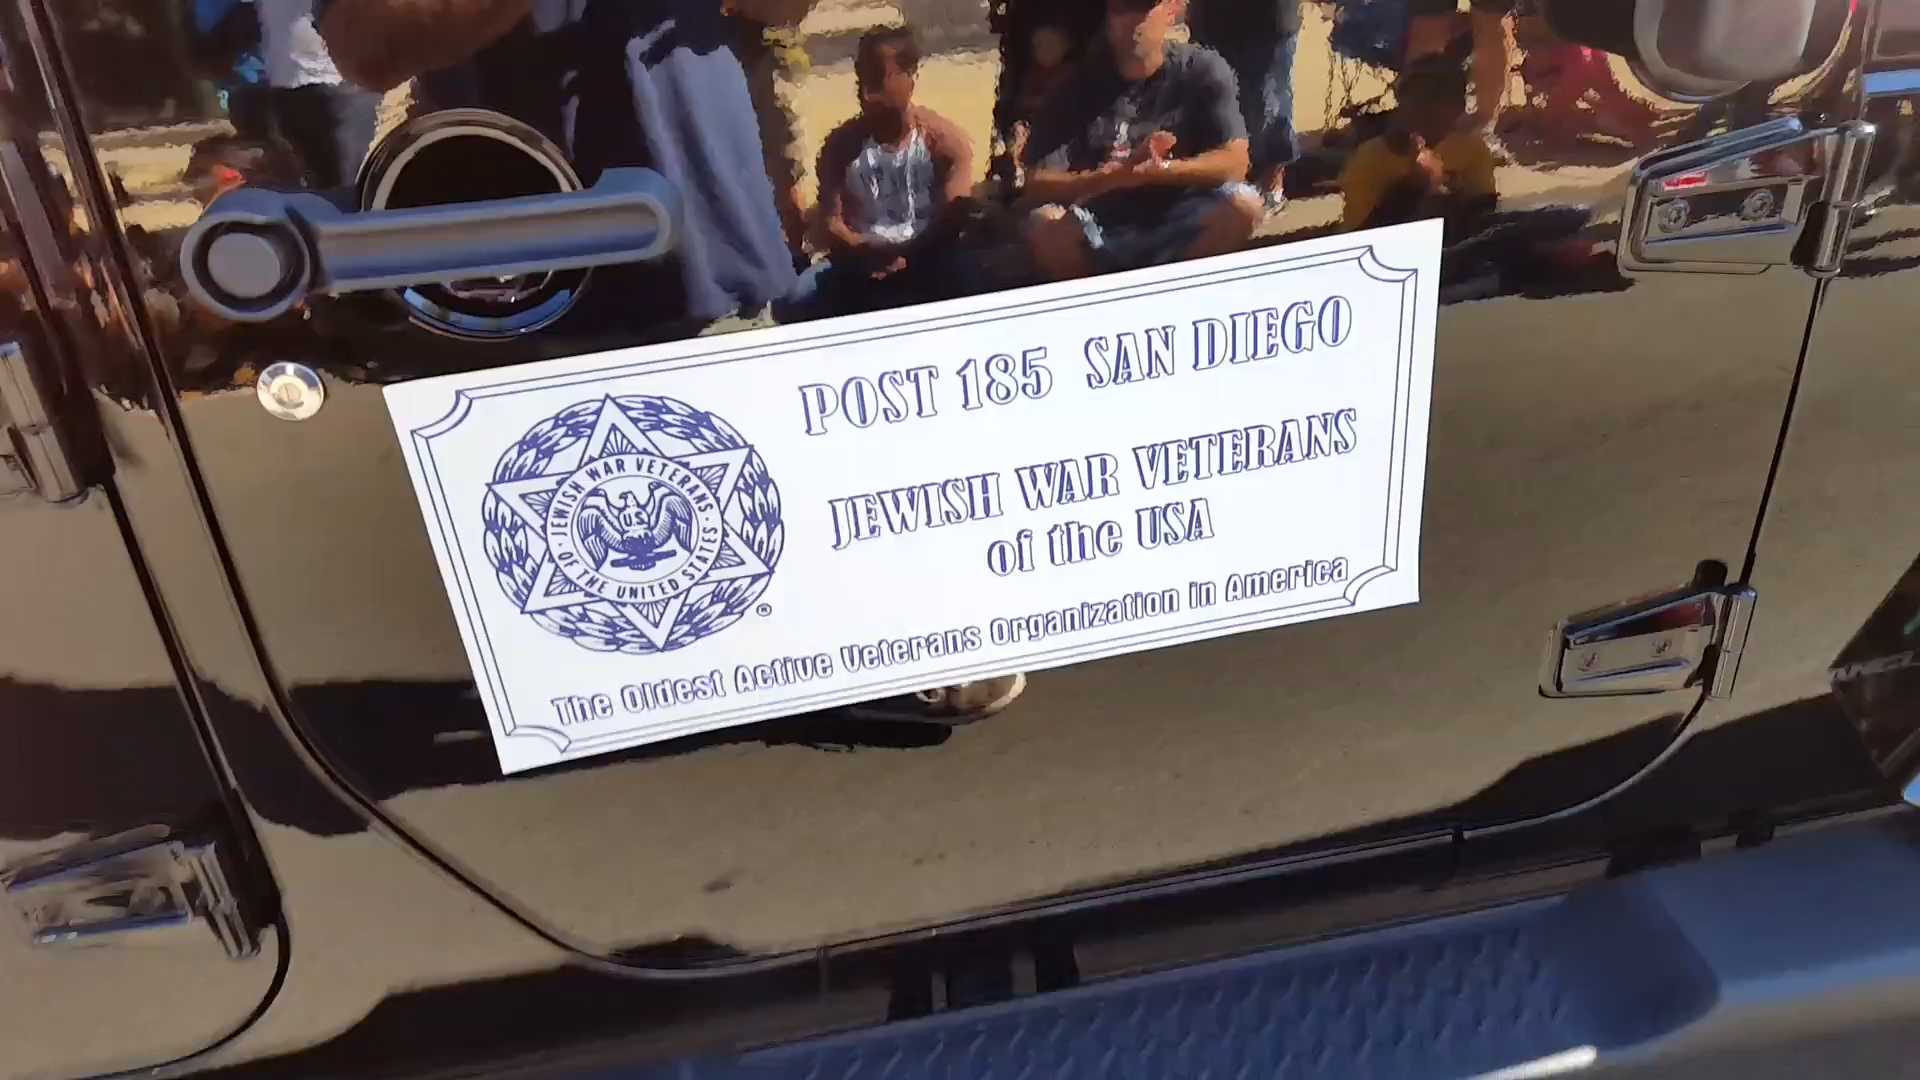 POST 185 SAN DIEGO
JEWISH WAR VETERANS
of the USA
The Oldest Active Veterans Organization in America
JEWISH WAR VETERANS
OF THE UNITED STATES
U.S.
®